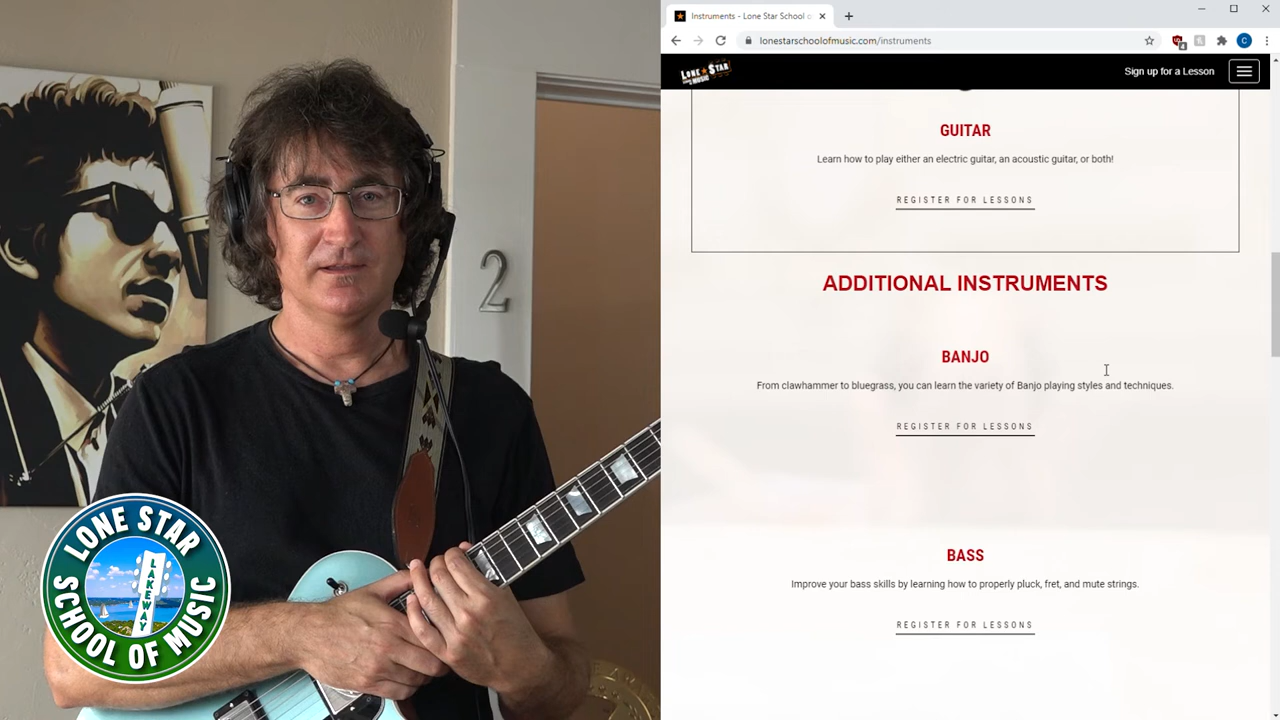 2
LONE STAR
SCHOOL OF MUSIC
LAKEWAY
Instruments - Lone Star School o
lonestarschoolofmusic.com/instruments
C
LONE STAR
MUSIC
Sign up for a Lesson
GUITAR
Learn how to play either an electric guitar, an acoustic guitar, or both!
REGISTER FOR LESSONS
ADDITIONAL INSTRUMENTS
BANJO
From clawhammer to bluegrass, you can learn the variety of Banjo playing styles and techniques.
REGISTER FOR LESSONS
BASS
Improve your bass skills by learning how to properly pluck, fret, and mute strings.
REGISTER FOR LESSONS